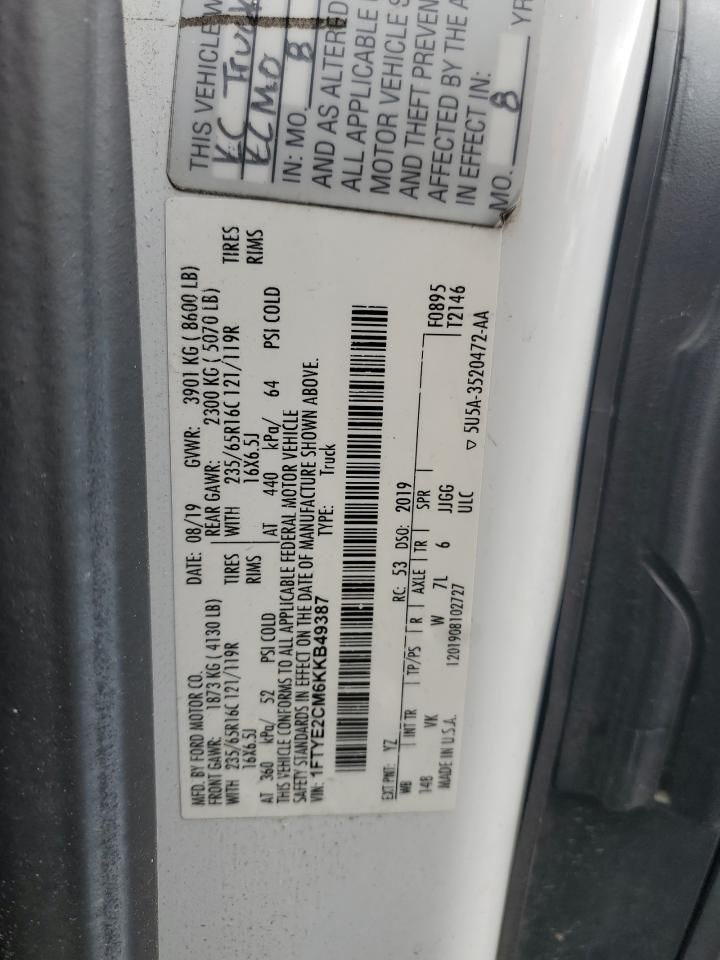 THIS VEHICLE W
KC Truck
KCMO
IN: MO. 8
AND AS ALTERED
ALL APPLICABLE
MOTOR VEHICLE S
AND THEFT PREVEN
AFFECTED BY THE A
IN EFFECT IN:
MO. 8 YR
MFD. BY FORD MOTOR CO. DATE: 08/19 GVWR: 3901 KG ( 8600 LB)
FRONT GAWR: 1873 KG ( 4130 LB) REAR GAWR: 2300 KG ( 5070 LB)
WITH 235/65R16C 121/119R TIRES WITH 235/65R16C 121/119R TIRES
16X6.5J RIMS 16X6.5J RIMS
AT 360 kPa/ 52 PSI COLD AT 440 kPa/ 64 PSI COLD
THIS VEHICLE CONFORMS TO ALL APPLICABLE FEDERAL MOTOR VEHICLE
SAFETY STANDARDS IN EFFECT ON THE DATE OF MANUFACTURE SHOWN ABOVE.
VIN: 1FTYE2CM6KKB49387 TYPE: Truck
F0895
T2146
EXT PNT: YZ RC: 53 DSO: 2019
WB INT TR TP/PS R AXLE TR SPR
148 VK W 7L 6 JJGG
MADE IN U.S.A. 1201908102727 ULC
▽ 5U5A-3520472-AA